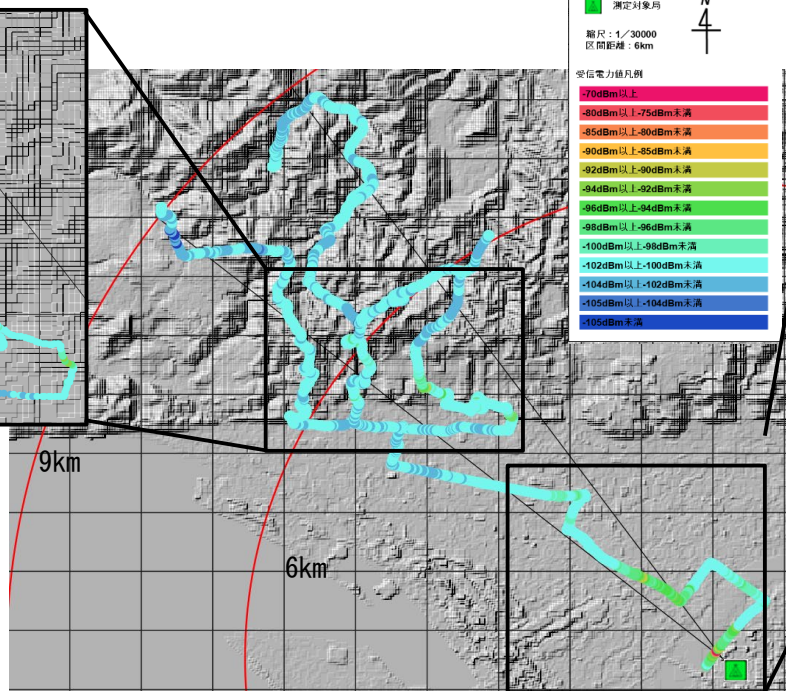 測定対象局
N
縮尺：1／30000
区間距離：6km
受信電力値凡例
-70dBm以上
-80dBm以上-75dBm未満
-85dBm以上-80dBm未満
-90dBm以上-85dBm未満
-92dBm以上-90dBm未満
-94dBm以上-92dBm未満
-96dBm以上-94dBm未満
-98dBm以上-96dBm未満
-100dBm以上-98dBm未満
-102dBm以上-100dBm未満
-104dBm以上-102dBm未満
-105dBm以上-104dBm未満
-105dBm未満
9km
6km